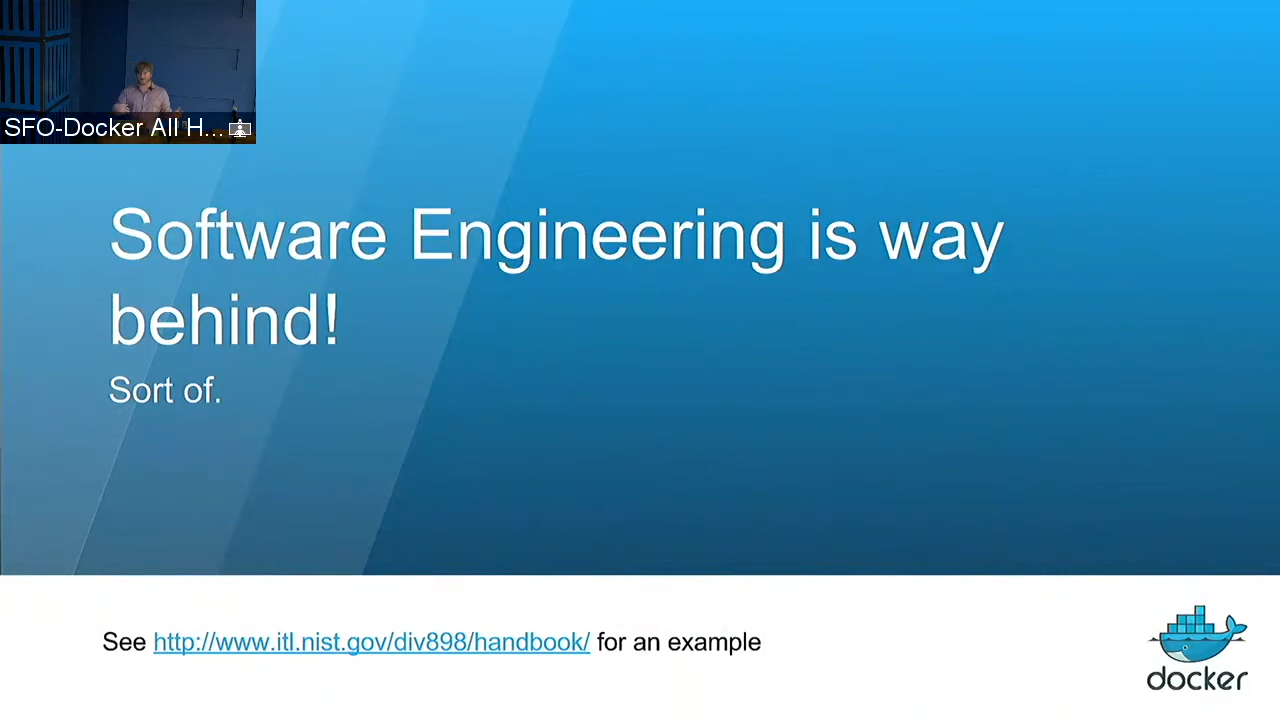 SFO-Docker All H...
Software Engineering is way
behind!
Sort of.
See http://www.itl.nist.gov/div898/handbook/ for an example
docker